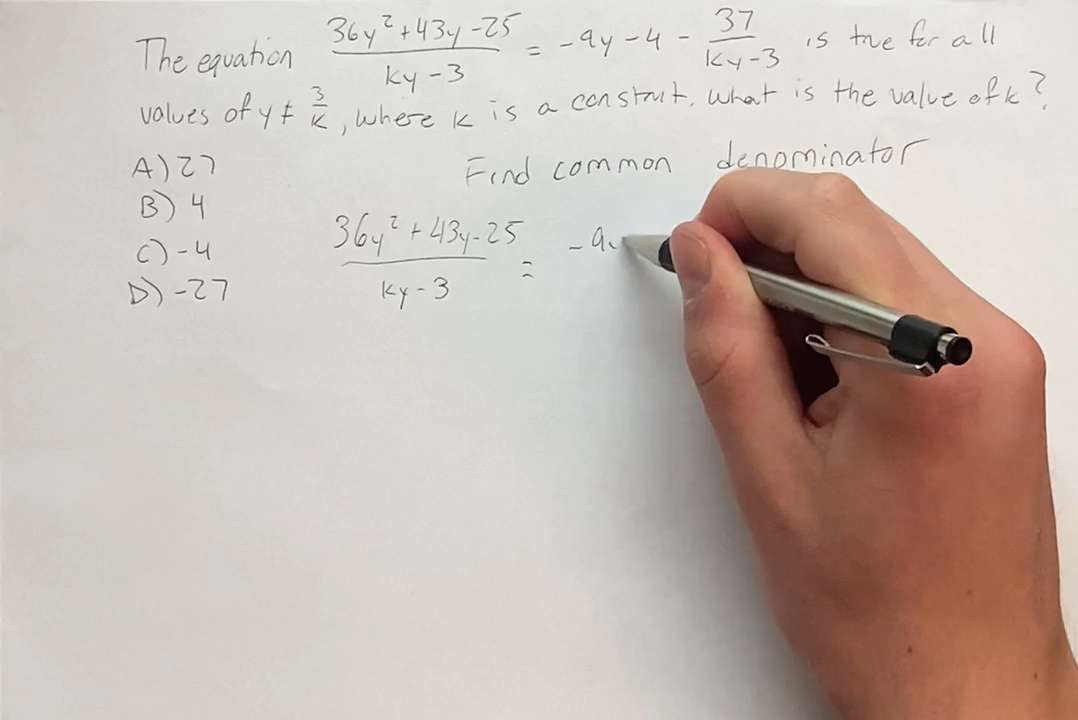 The equation (36y² + 43y - 25)/(ky - 3) = -9y - 4 - 37/(ky - 3) is true for all
values of y ≠ 3/k, where k is a constant. What is the value of k?
A) 27
Find common denominator
B) 4
C) -4
D) -27
(36y² + 43y - 25)/(ky - 3) = -9